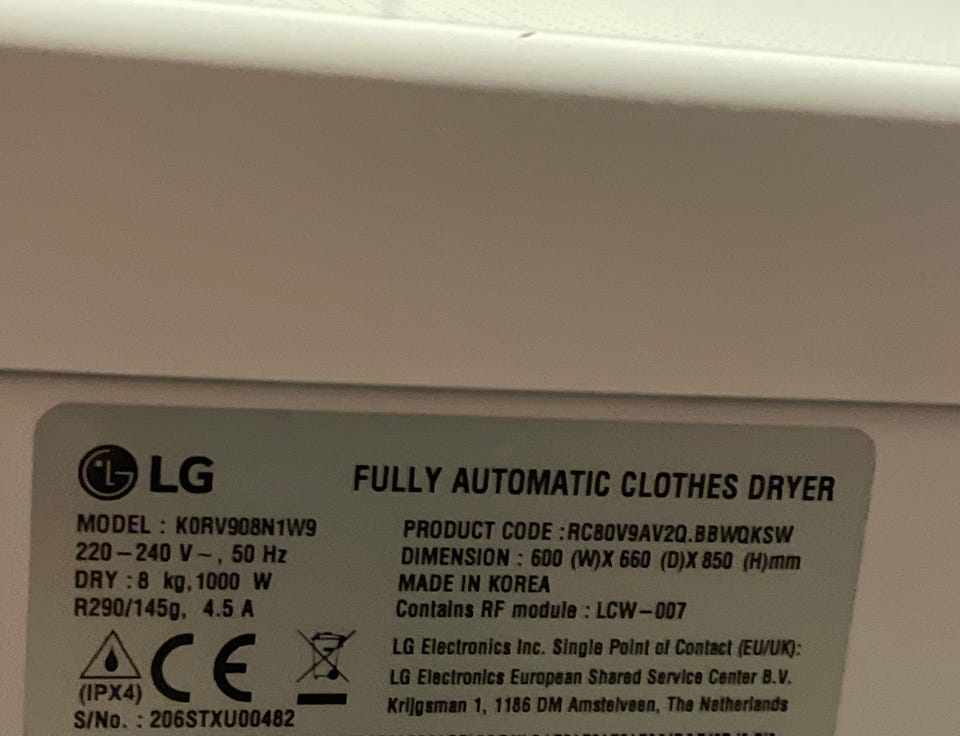 LG
FULLY AUTOMATIC CLOTHES DRYER
MODEL : KORV908N1W9
220-240 V~, 50 Hz
DRY : 8 kg, 1000 W
R290/145g, 4.5 A
PRODUCT CODE : RC80V9AV2Q.BBWQKSW
DIMENSION : 600 (W)X 660 (D)X 850 (H)mm
MADE IN KOREA
Contains RF module : LCW-007
(IPX4)
CE
S/No. : 206STXU00482
LG Electronics Inc. Single Point of Contact (EU/UK):
LG Electronics European Shared Service Center B.V.
Krijgsman 1, 1186 DM Amstelveen, The Netherlands